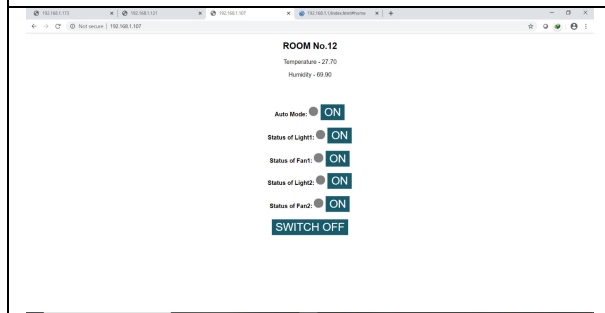 192.168.1.173
192.168.1.121
192.168.1.107
192.168.1.1/index.html#home
Not secure | 192.168.1.107
ROOM No.12
Temperature - 27.70
Humidity - 69.90
Auto Mode: ON
Status of Light1: ON
Status of Fan1: ON
Status of Light2: ON
Status of Fan2: ON
SWITCH OFF